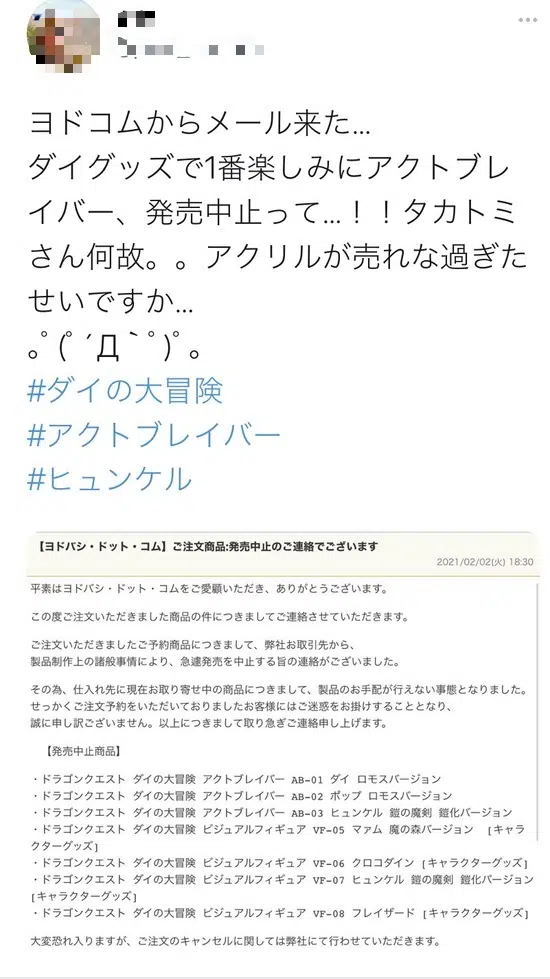 ヨドコムからメール来た...
ダイグッズで1番楽しみにアクトブレ
イバー、発売中止って...！！タカトミ
さん何故。。アクリルが売れな過ぎた
せいですか...
｡ﾟ(ﾟ´Д｀ﾟ)ﾟ。
#ダイの大冒険
#アクトブレイバー
#ヒュンケル
【ヨドバシ・ドット・コム】ご注文商品:発売中止のご連絡でございます
2021/02/02(火) 18:30
平素はヨドバシ・ドット・コムをご愛顧いただき、ありがとうございます。
この度ご注文いただきました商品の件につきましてご連絡させていただきます。
ご注文いただきましたご予約商品につきまして、弊社お取引先から、
製品制作上の諸般事情により、急遽発売を中止する旨の連絡がございました。
その為、仕入れ先に現在お取り寄せ中の商品につきまして、製品のお手配が行えない事態となりました。
せっかくご注文予約をいただいておりましたお客様にはご迷惑をお掛けすることとなり、
誠に申し訳ございません。以上につきまして取り急ぎご連絡申し上げます。
【発売中止商品】
・ドラゴンクエスト ダイの大冒険 アクトブレイバー AB-01 ダイ ロモスバージョン
・ドラゴンクエスト ダイの大冒険 アクトブレイバー AB-02 ポップ ロモスバージョン
・ドラゴンクエスト ダイの大冒険 アクトブレイバー AB-03 ヒュンケル 鎧の魔剣 鎧化バージョン
・ドラゴンクエスト ダイの大冒険 ビジュアルフィギュア VF-05 マァム 魔の森バージョン [キャラ
クターグッズ]
・ドラゴンクエスト ダイの大冒険 ビジュアルフィギュア VF-06 クロコダイン [キャラクターグッズ]
・ドラゴンクエスト ダイの大冒険 ビジュアルフィギュア VF-07 ヒュンケル 鎧の魔剣 鎧化バージョン
[キャラクターグッズ]
・ドラゴンクエスト ダイの大冒険 ビジュアルフィギュア VF-08 フレイザード [キャラクターグッズ]
大変恐れ入りますが、ご注文のキャンセルに関しては弊社にて行わせていただきます。